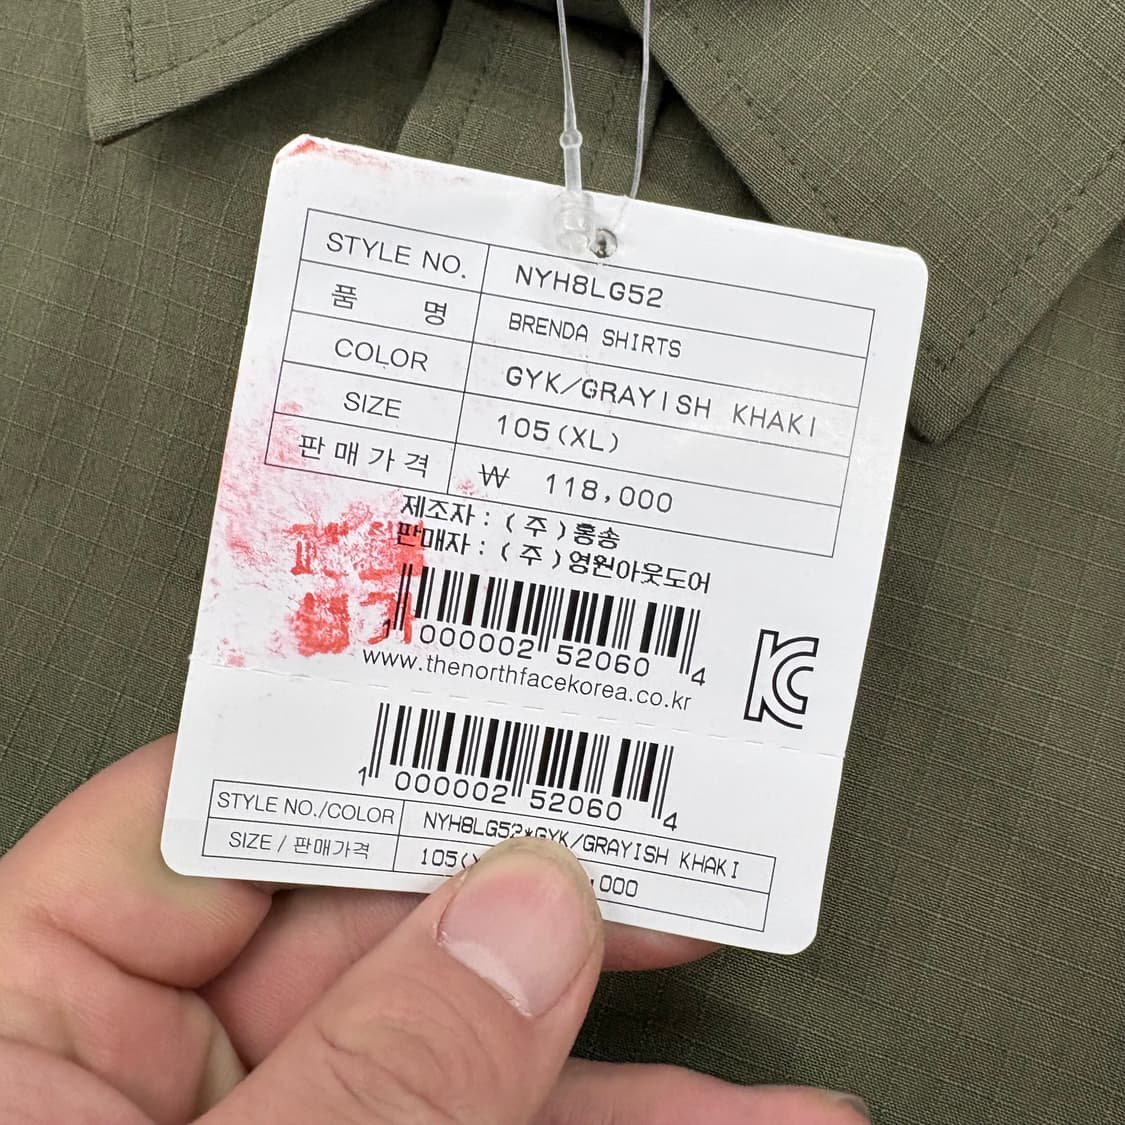 STYLE NO. NYH8LG52
품 명 BRENDA SHIRTS
COLOR GYK/GRAYISH KHAKI
SIZE 105(XL)
판매가격 ₩ 118,000
제조자 : (주)홍송
판매자 : (주)영원아웃도어
1 000002 52060 4
www.thenorthfacekorea.co.kr
1 000002 52060 4
STYLE NO./COLOR NYH8LG52*GYK/GRAYISH KHAKI
SIZE / 판매가격 105( ,000